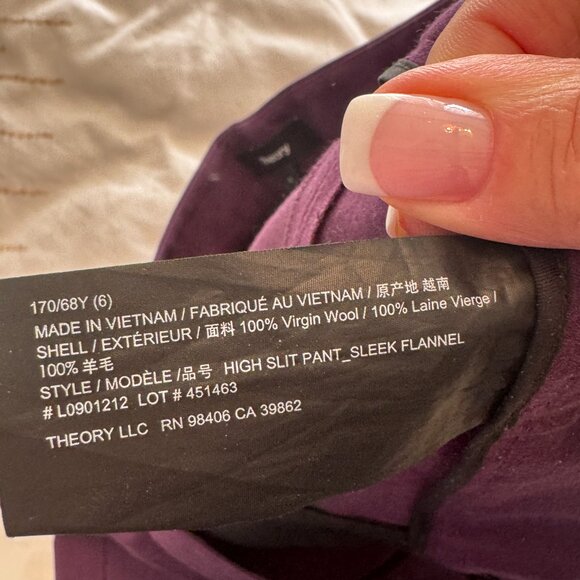 170/68Y (6)
MADE IN VIETNAM / FABRIQUÉ AU VIETNAM / 原产地 越南
SHELL / EXTÉRIEUR / 面料 100% Virgin Wool / 100% Laine Vierge /
100% 羊毛
STYLE / MODÈLE /品号 HIGH SLIT PANT_SLEEK FLANNEL
# L0901212 LOT # 451463
THEORY LLC RN 98406 CA 39862